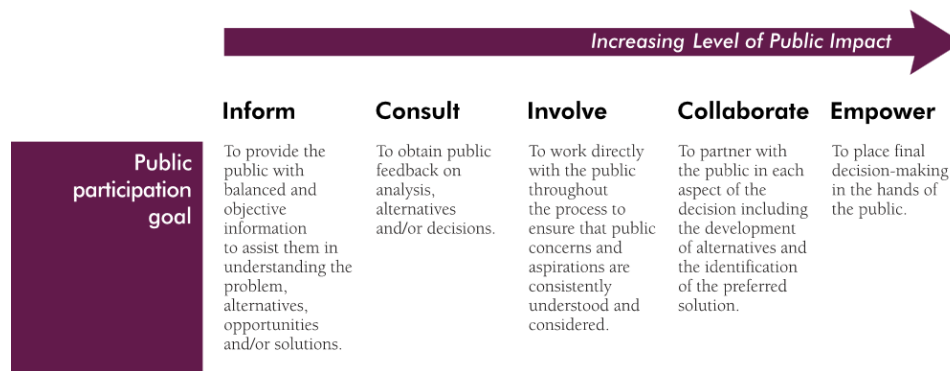 Increasing Level of Public Impact
Inform
Consult
Involve
Collaborate
Empower
Public
participation
goal
To provide the
public with
balanced and
objective
information
to assist them in
understanding the
problem,
alternatives,
opportunities
and/or solutions.
To obtain public
feedback on
analysis,
alternatives
and/or decisions.
To work directly
with the public
throughout
the process to
ensure that public
concerns and
aspirations are
consistently
understood and
considered.
To partner with
the public in each
aspect of the
decision including
the development
of alternatives and
the identification
of the preferred
solution.
To place final
decision-making
in the hands of
the public.